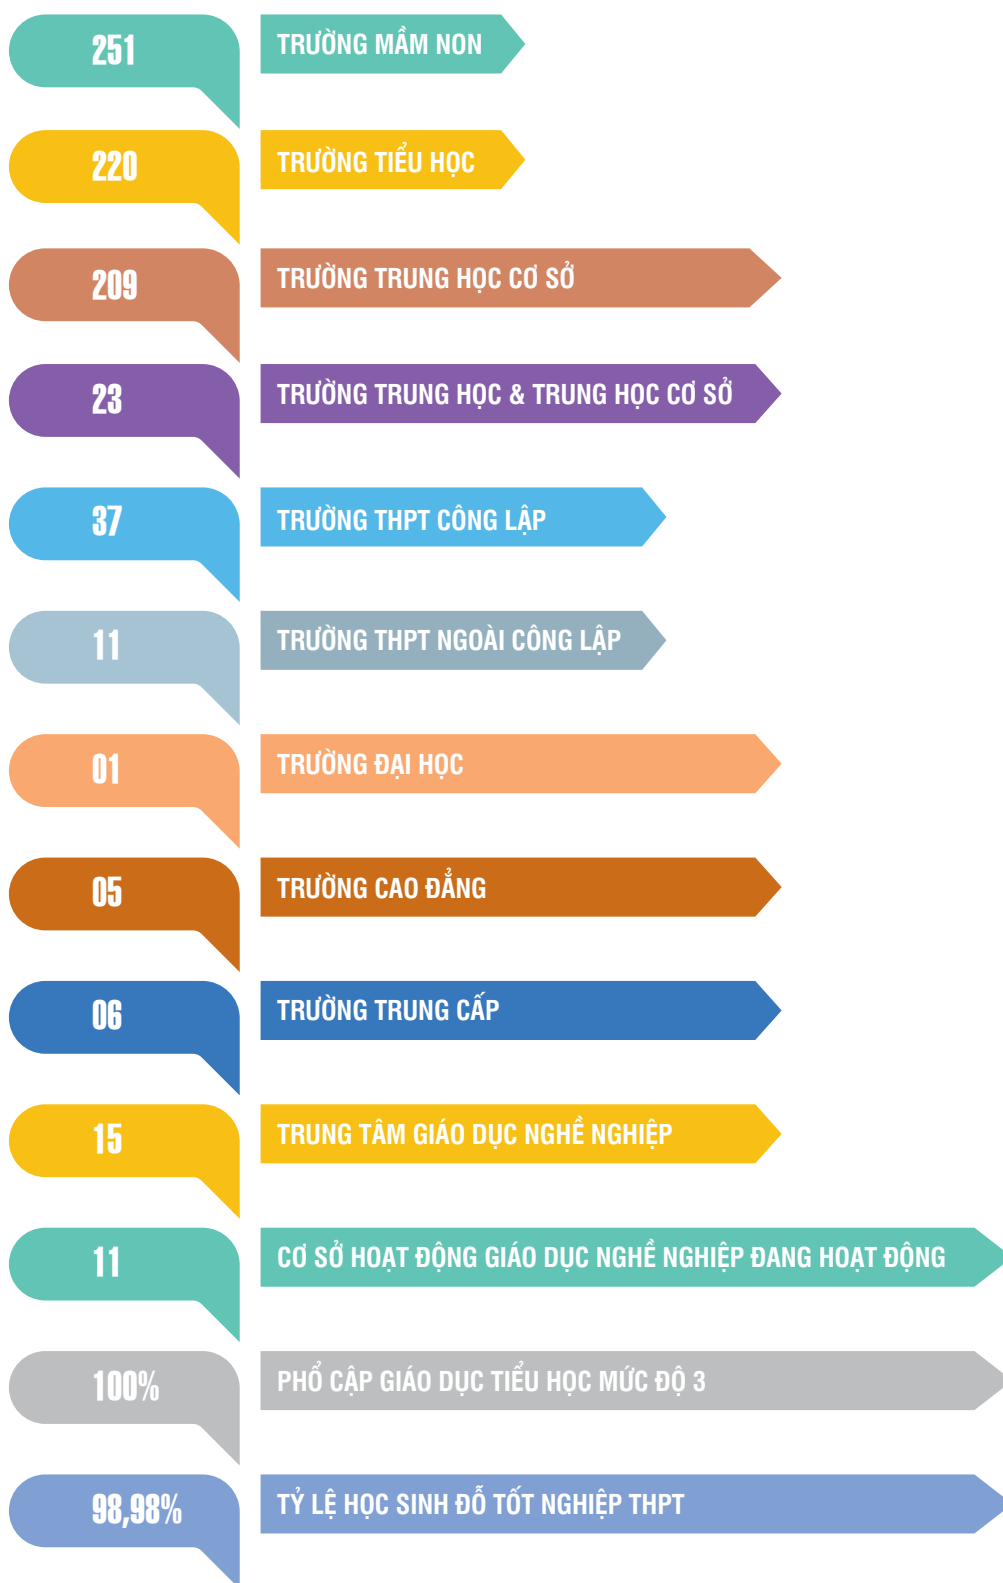 251 TRƯỜNG MẦM NON
220 TRƯỜNG TIỂU HỌC
209 TRƯỜNG TRUNG HỌC CƠ SỞ
23 TRƯỜNG TRUNG HỌC & TRUNG HỌC CƠ SỞ
37 TRƯỜNG THPT CÔNG LẬP
11 TRƯỜNG THPT NGOÀI CÔNG LẬP
01 TRƯỜNG ĐẠI HỌC
05 TRƯỜNG CAO ĐẲNG
06 TRƯỜNG TRUNG CẤP
15 TRUNG TÂM GIÁO DỤC NGHỀ NGHIỆP
11 CƠ SỞ HOẠT ĐỘNG GIÁO DỤC NGHỀ NGHIỆP ĐANG HOẠT ĐỘNG
100% PHỔ CẬP GIÁO DỤC TIỂU HỌC MỨC ĐỘ 3
98,98% TỶ LỆ HỌC SINH ĐỖ TỐT NGHIỆP THPT